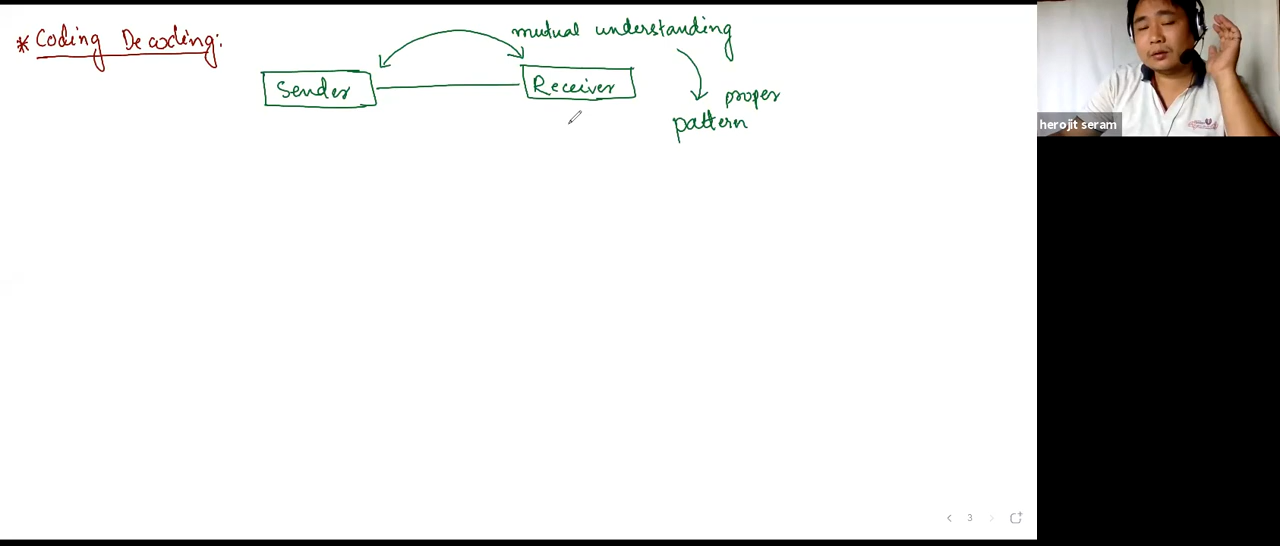 * Coding Decoding:
mutual understanding
Sender
Receiver
proper
pattern
herojit seram
3